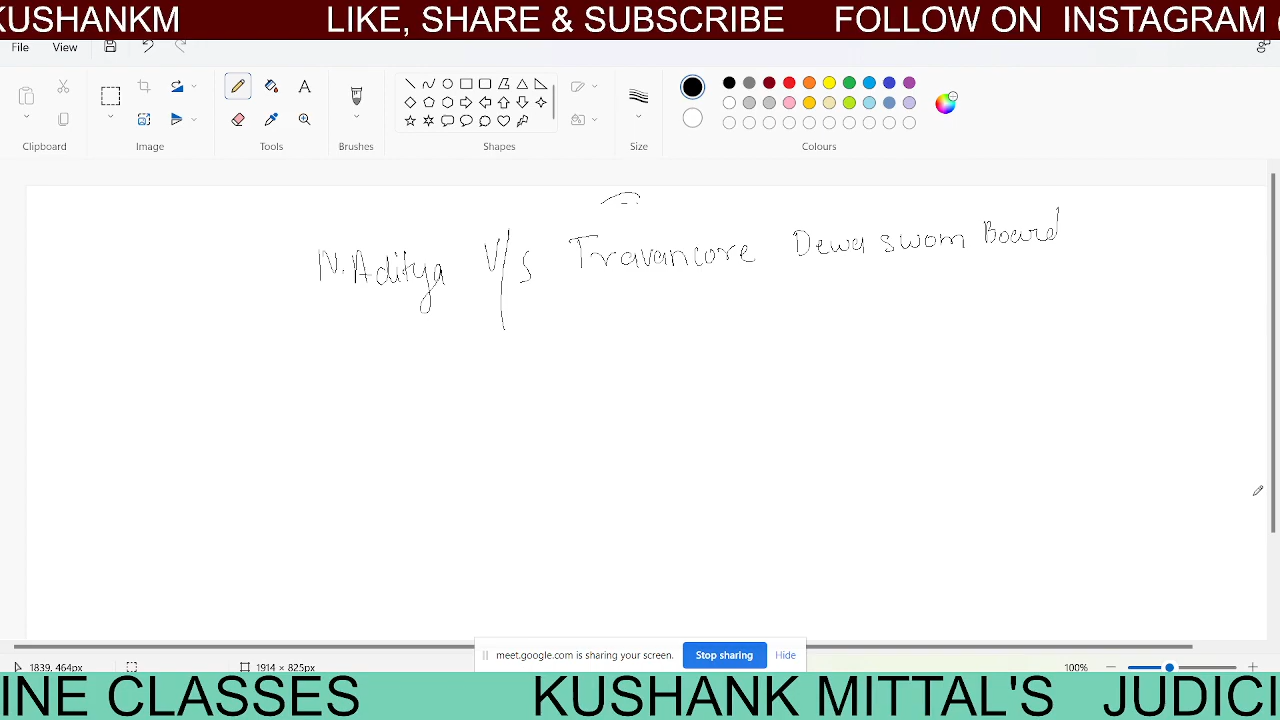 KUSHANKM LIKE, SHARE & SUBSCRIBE FOLLOW ON INSTAGRAM
File View
Clipboard Image Tools Brushes Shapes Size Colours
N. Aditya V/s Travancore Dewa swom Board
meet.google.com is sharing your screen. Stop sharing Hide
1839, 464px 1914 × 825px 100%
INE CLASSES KUSHANK MITTAL'S JUDICI